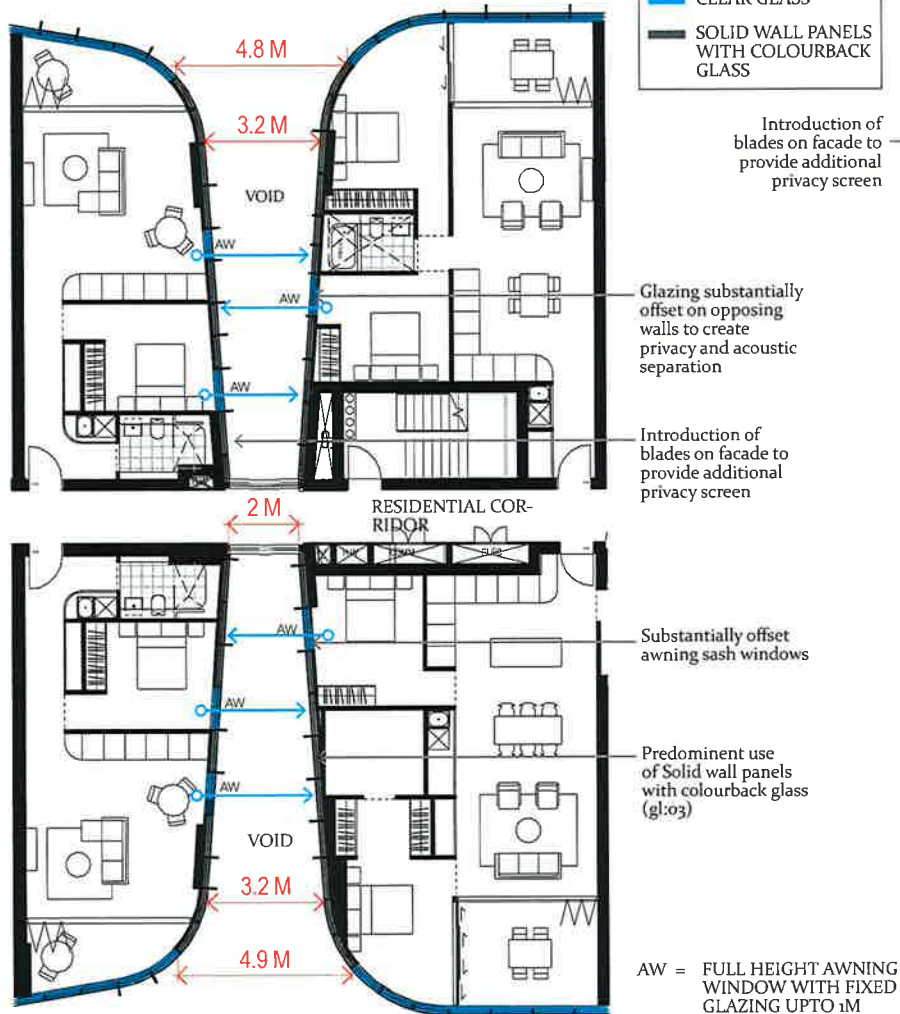 CLEAR GLASS
SOLID WALL PANELS
WITH COLOURBACK
GLASS
4.8 M
3.2 M
Introduction of
blades on facade to
provide additional
privacy screen
VOID
AW
AW
Glazing substantially
offset on opposing
walls to create
privacy and acoustic
separation
AW
Introduction of
blades on facade to
provide additional
privacy screen
2 M
RESIDENTIAL COR-
RIDOR
AW
Substantially offset
awning sash windows
AW
Predominent use
of Solid wall panels
with colourback glass
(gl:03)
AW
VOID
3.2 M
4.9 M
AW = FULL HEIGHT AWNING
WINDOW WITH FIXED
GLAZING UPTO 1M